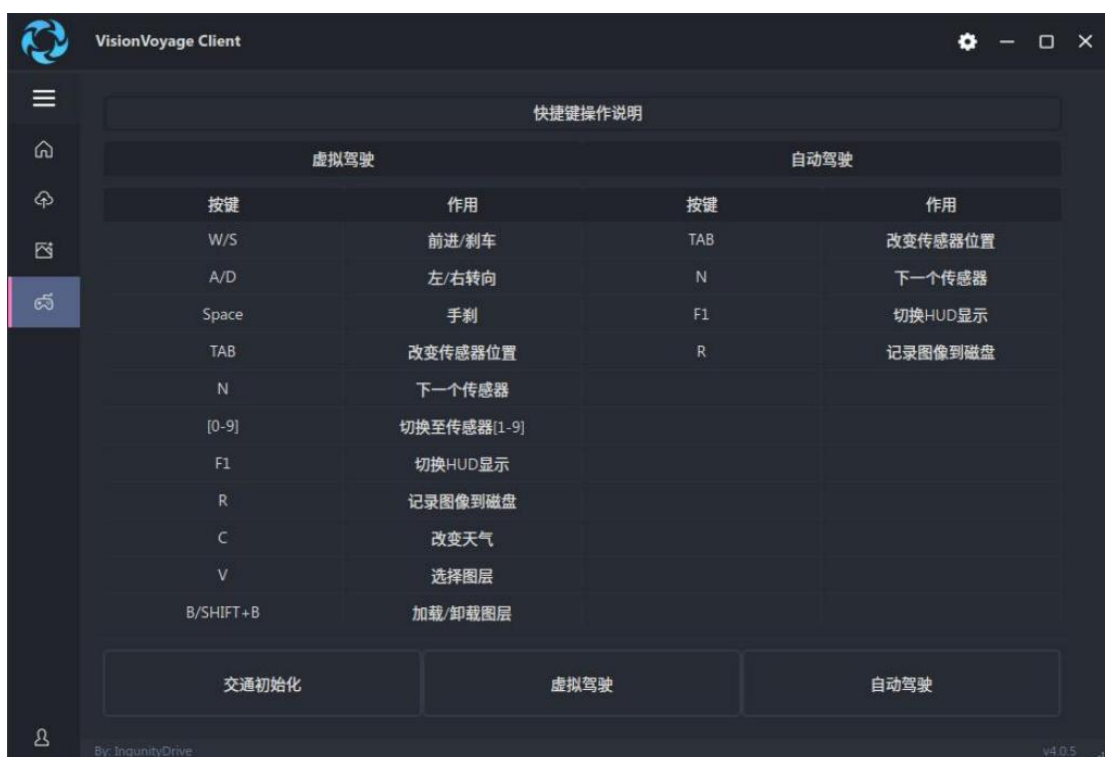 VisionVoyage Client
快捷键操作说明
虚拟驾驶 自动驾驶
按键 作用 按键 作用
W/S 前进/刹车 TAB 改变传感器位置
A/D 左/右转向 N 下一个传感器
Space 手刹 F1 切换HUD显示
TAB 改变传感器位置 R 记录图像到磁盘
N 下一个传感器
[0-9] 切换至传感器[1-9]
F1 切换HUD显示
R 记录图像到磁盘
C 改变天气
V 选择图层
B/SHIFT+B 加载/卸载图层
交通初始化 虚拟驾驶 自动驾驶
By: InqunityDrive v4.0.5